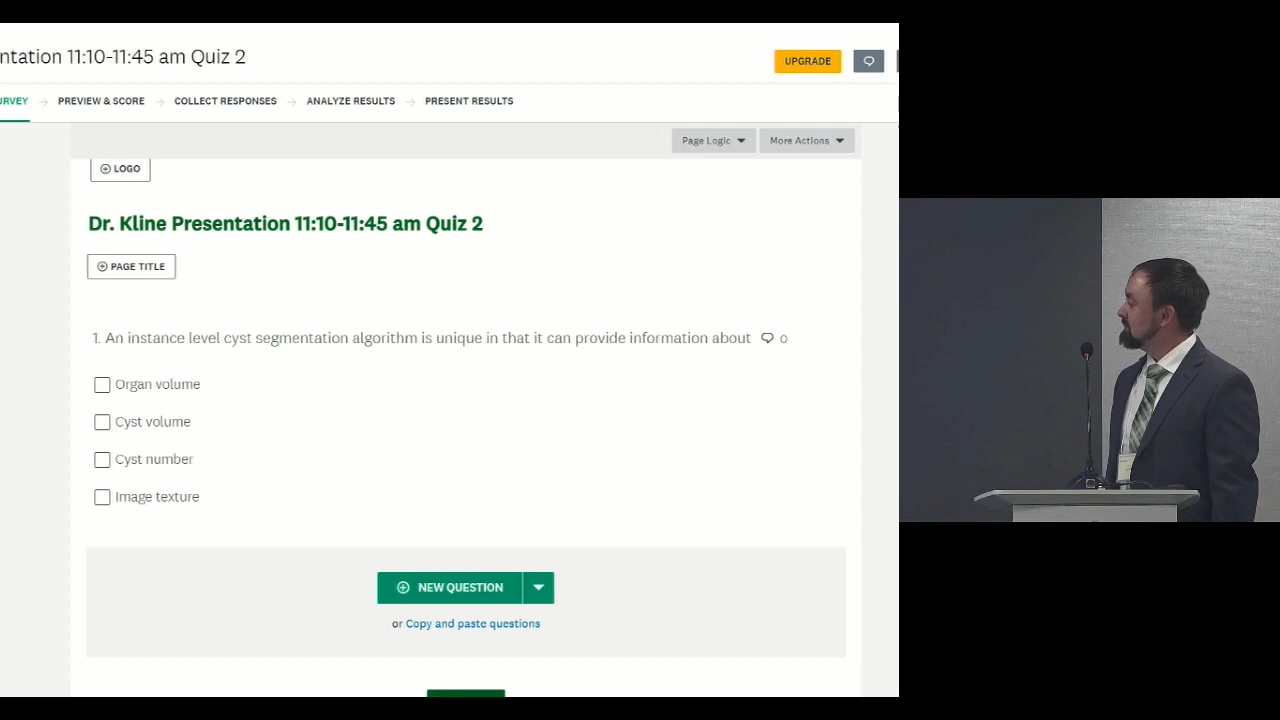 ntation 11:10-11:45 am Quiz 2
UPGRADE
URVEY PREVIEW & SCORE COLLECT RESPONSES ANALYZE RESULTS PRESENT RESULTS
Page Logic More Actions
LOGO
Dr. Kline Presentation 11:10-11:45 am Quiz 2
PAGE TITLE
1. An instance level cyst segmentation algorithm is unique in that it can provide information about 0
Organ volume
Cyst volume
Cyst number
Image texture
NEW QUESTION
or Copy and paste questions